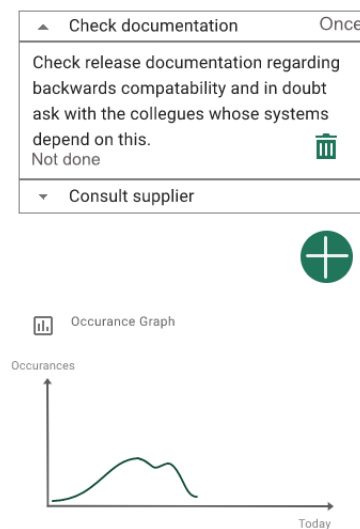 Check documentation Once
Check release documentation regarding
backwards compatability and in doubt
ask with the collegues whose systems
depend on this.
Not done
Consult supplier
Occurance Graph
Occurances
Today